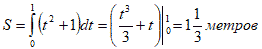 S = ∫₀¹ (t² + 1)dt = (t³/3 + t)|₀¹ = 1 1/3 метров